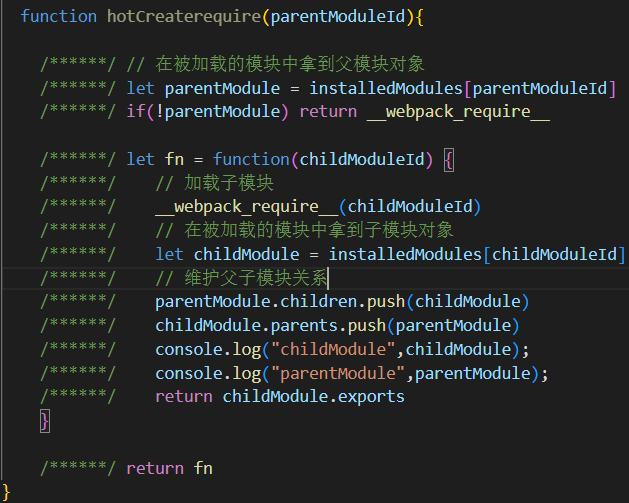 function hotCreaterequire(parentModuleId){
/******/ // 在被加载的模块中拿到父模块对象
/******/ let parentModule = installedModules[parentModuleId]
/******/ if(!parentModule) return __webpack_require__
/******/ let fn = function(childModuleId) {
/******/    // 加载子模块
/******/    __webpack_require__(childModuleId)
/******/    // 在被加载的模块中拿到子模块对象
/******/    let childModule = installedModules[childModuleId]
/******/    // 维护父子模块关系
/******/    parentModule.children.push(childModule)
/******/    childModule.parents.push(parentModule)
/******/    console.log("childModule",childModule);
/******/    console.log("parentModule",parentModule);
/******/    return childModule.exports
}
/******/ return fn
}